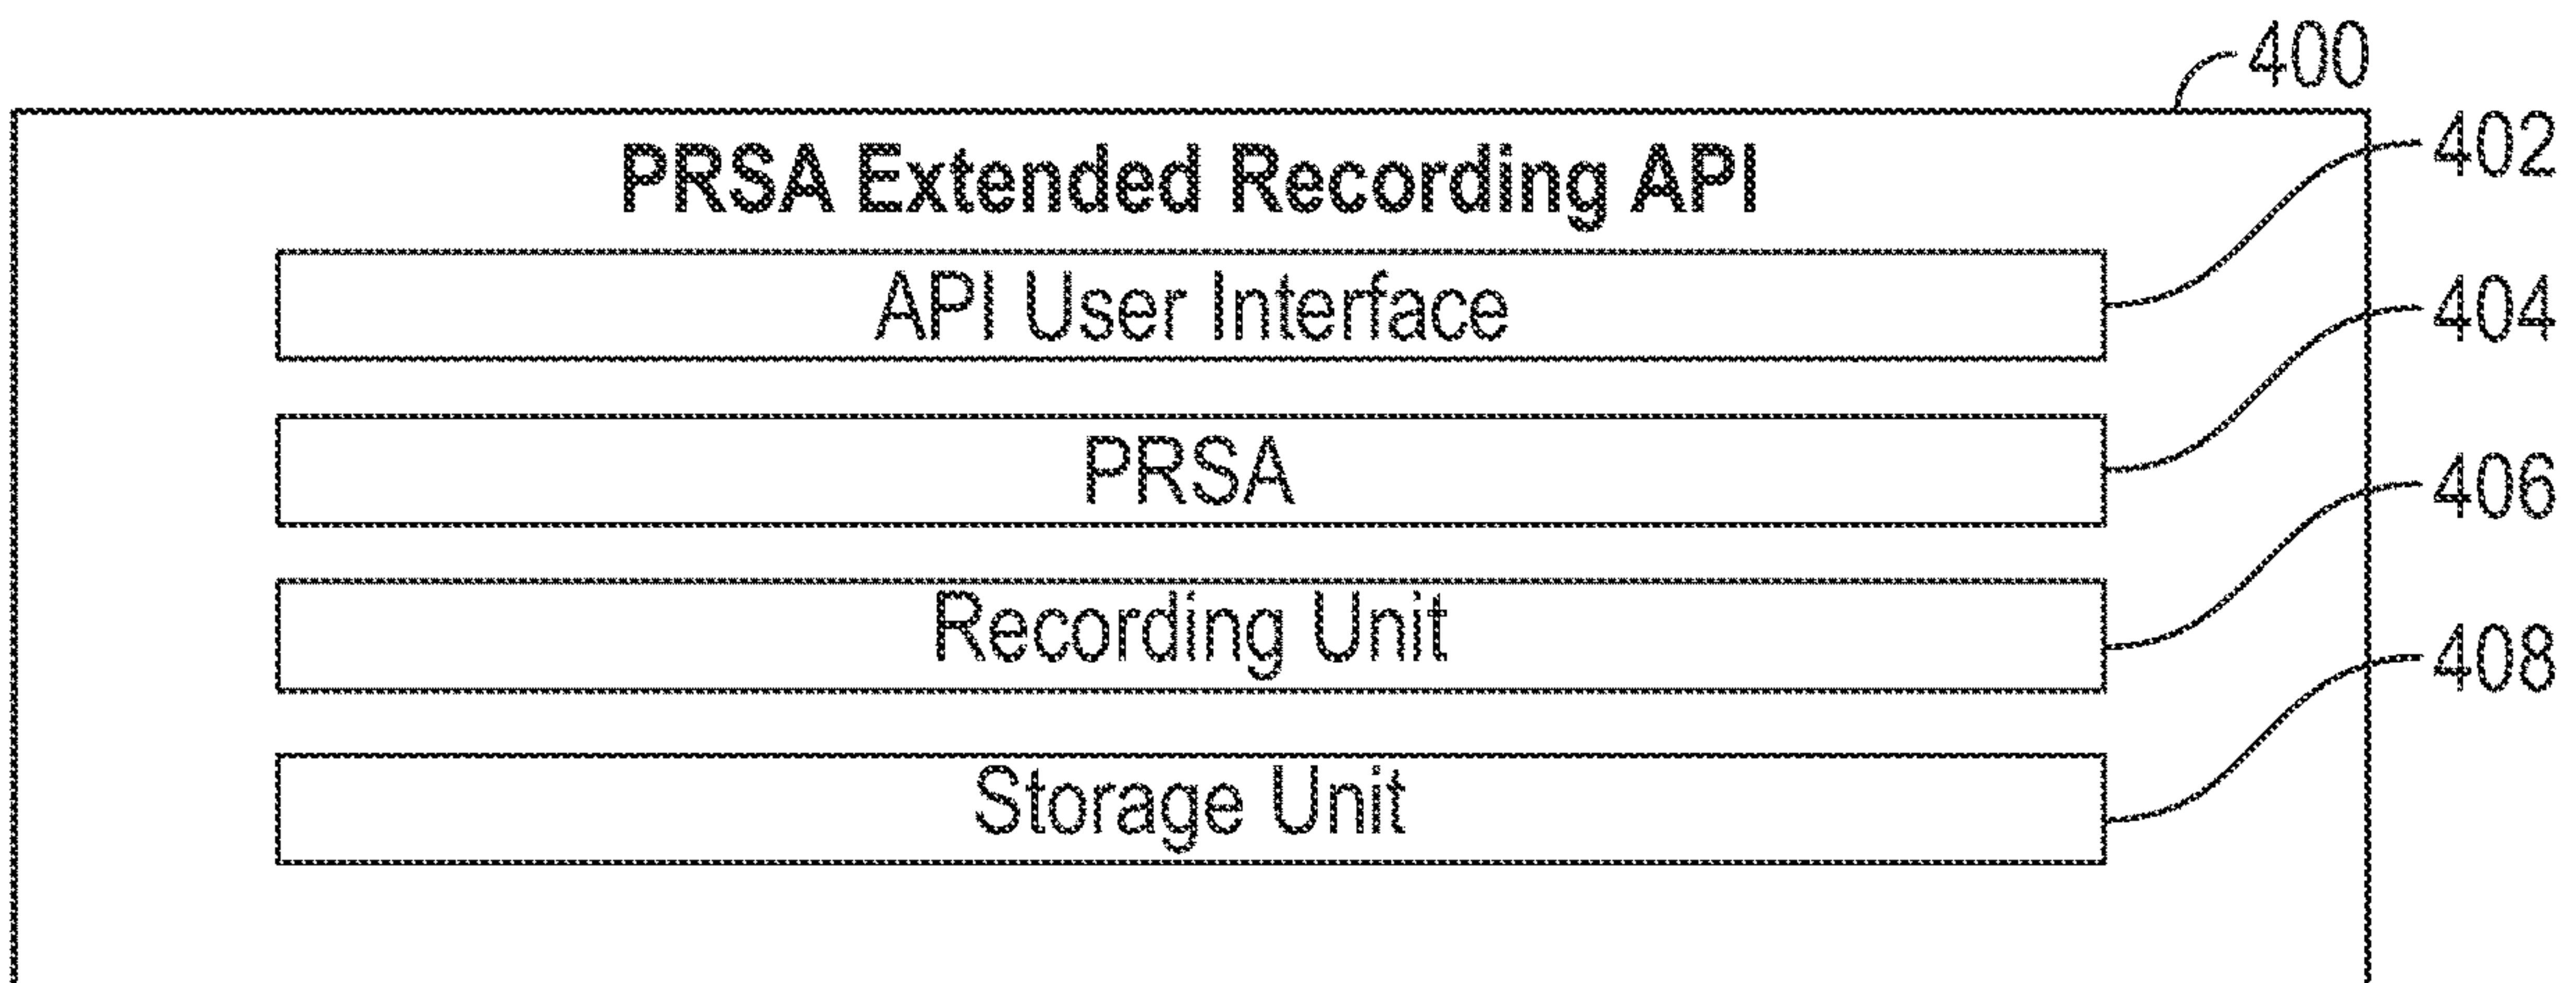 400
PRSA Extended Recording API
402
API User Interface
404
PRSA
406
Recording Unit
408
Storage Unit